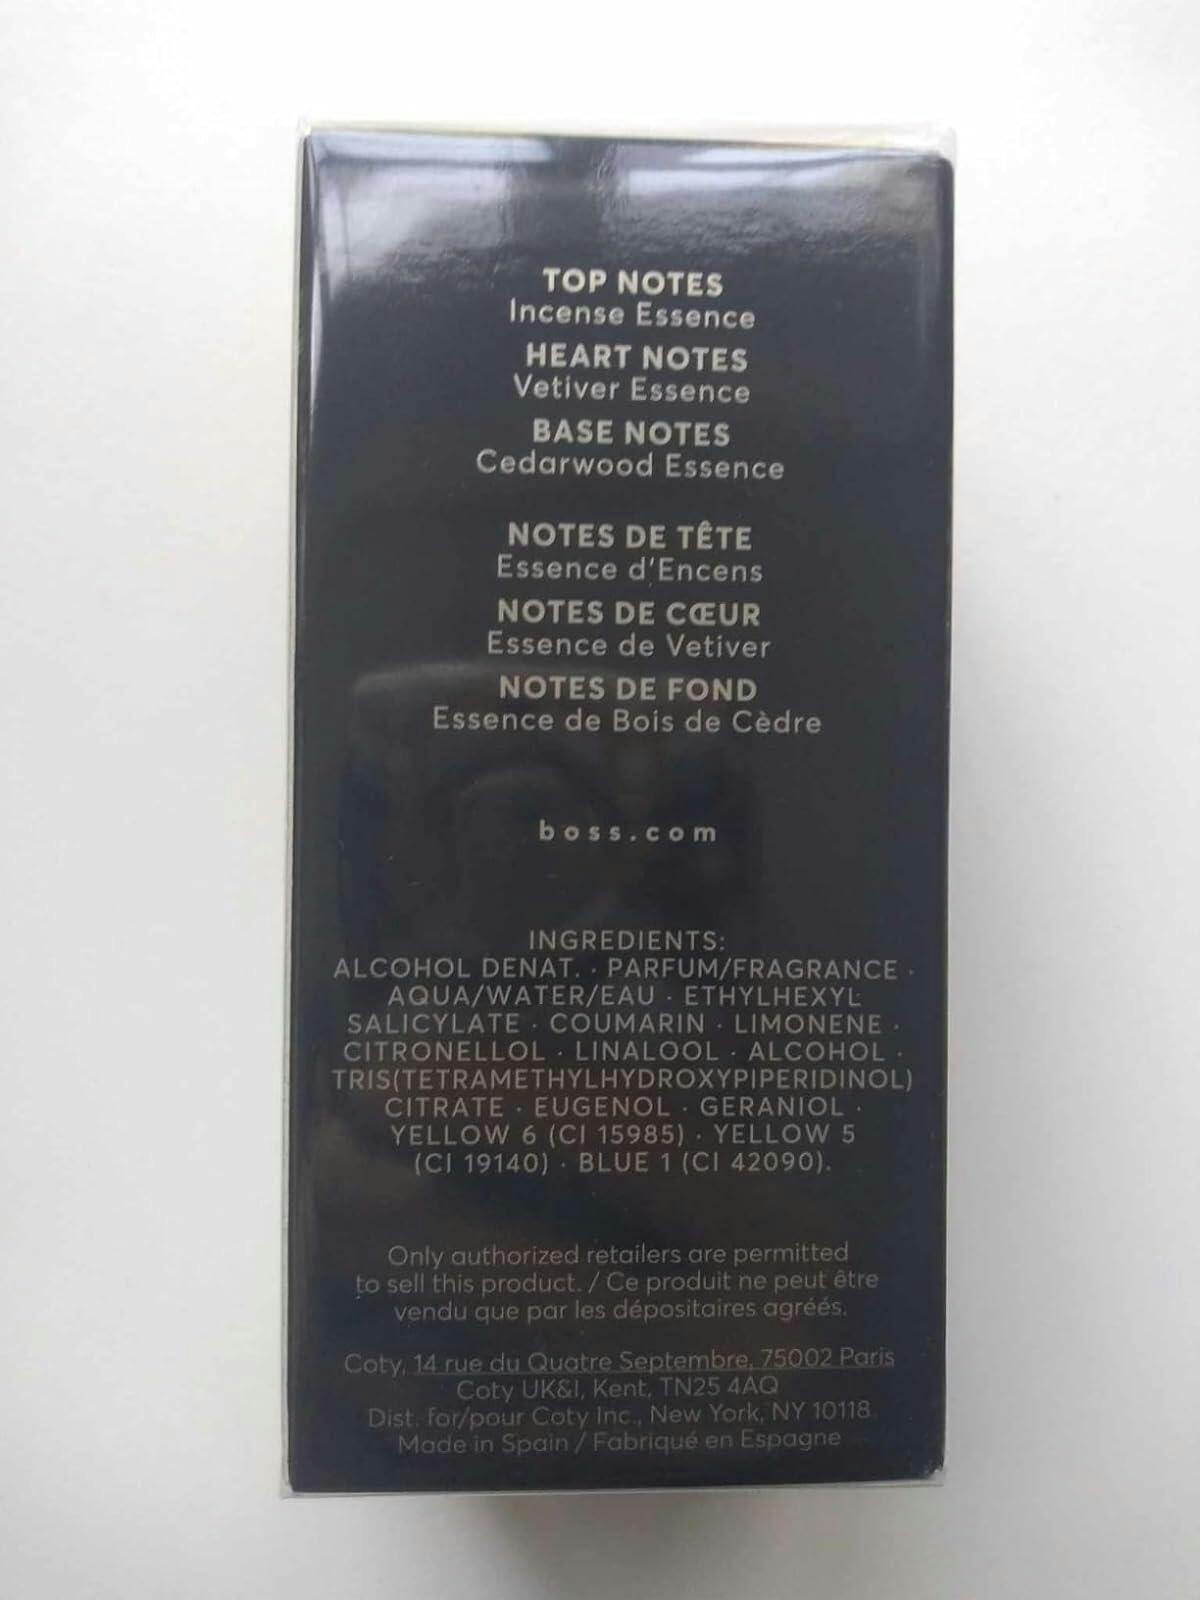 TOP NOTES
Incense Essence
HEART NOTES
Vetiver Essence
BASE NOTES
Cedarwood Essence
NOTES DE TÊTE
Essence d'Encens
NOTES DE CŒUR
Essence de Vetiver
NOTES DE FOND
Essence de Bois de Cèdre
boss.com
INGREDIENTS:
ALCOHOL DENAT. · PARFUM/FRAGRANCE ·
AQUA/WATER/EAU · ETHYLHEXYL
SALICYLATE · COUMARIN · LIMONENE ·
CITRONELLOL · LINALOOL · ALCOHOL ·
TRIS(TETRAMETHYLHYDROXYPIPERIDINOL)
CITRATE · EUGENOL · GERANIOL ·
YELLOW 6 (CI 15985) · YELLOW 5
(CI 19140) · BLUE 1 (CI 42090).
Only authorized retailers are permitted
to sell this product. / Ce produit ne peut être
vendu que par les dépositaires agréés.
Coty, 14 rue du Quatre Septembre, 75002 Paris
Coty UK&I, Kent, TN25 4AQ
Dist. for/pour Coty Inc., New York, NY 10118
Made in Spain / Fabriqué en Espagne